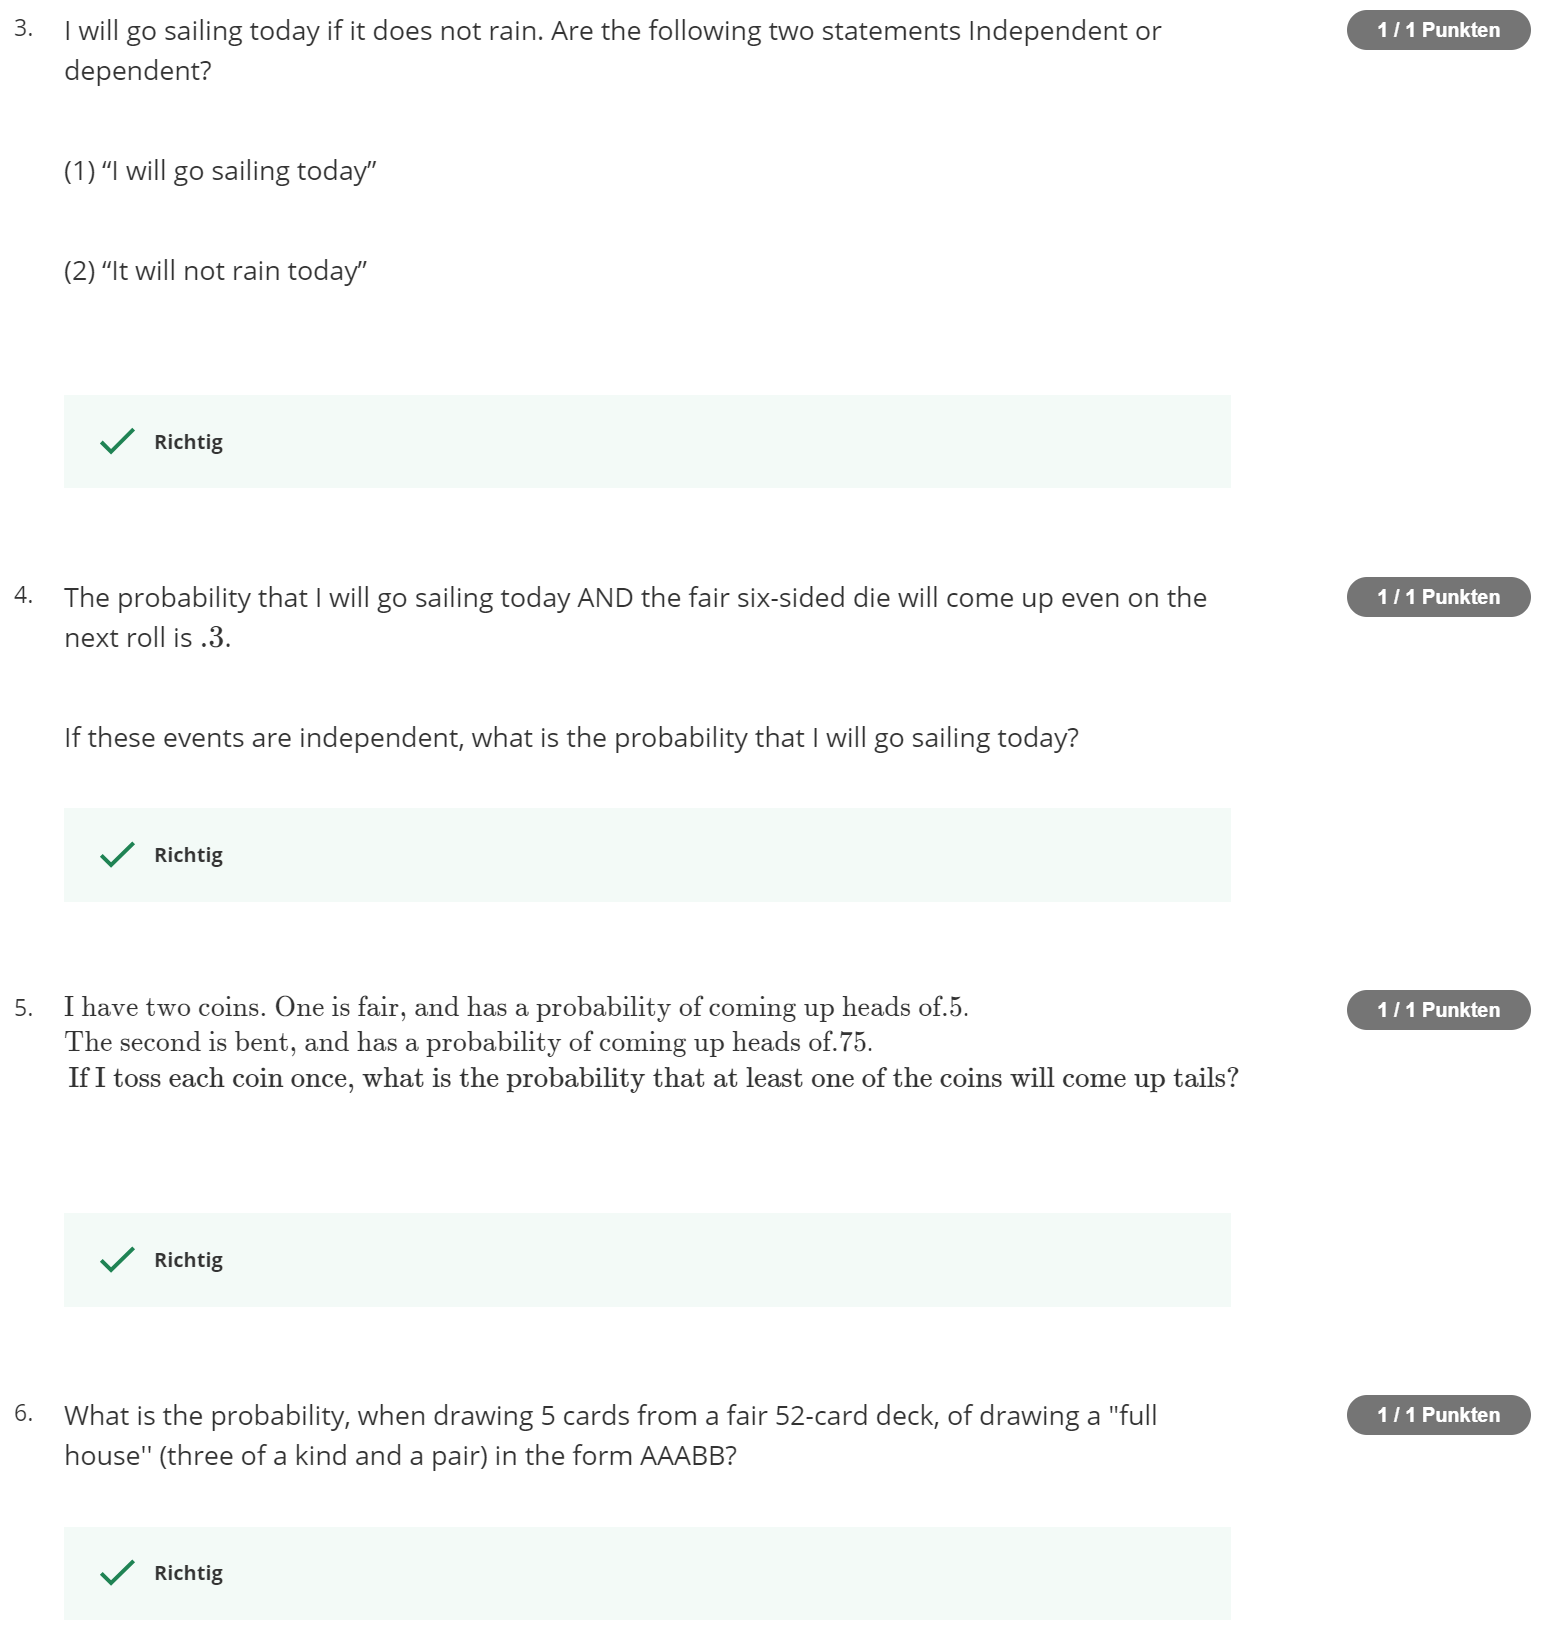 3. I will go sailing today if it does not rain. Are the following two statements Independent or
dependent?
1 / 1 Punkten
(1) “I will go sailing today”
(2) “It will not rain today”
Richtig
4. The probability that I will go sailing today AND the fair six-sided die will come up even on the
next roll is .3.
1 / 1 Punkten
If these events are independent, what is the probability that I will go sailing today?
Richtig
5. I have two coins. One is fair, and has a probability of coming up heads of.5.
The second is bent, and has a probability of coming up heads of.75.
If I toss each coin once, what is the probability that at least one of the coins will come up tails?
1 / 1 Punkten
Richtig
6. What is the probability, when drawing 5 cards from a fair 52-card deck, of drawing a "full
house'' (three of a kind and a pair) in the form AAABB?
1 / 1 Punkten
Richtig